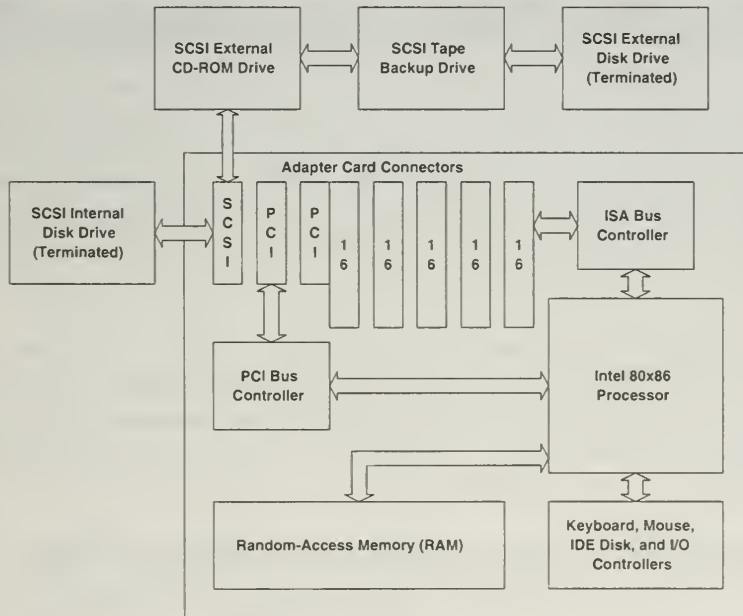 SCSI External
CD-ROM Drive
SCSI Tape
Backup Drive
SCSI External
Disk Drive
(Terminated)
Adapter Card Connectors
SCSI Internal
Disk Drive
(Terminated)
S
C
S
I
P
C
I
P
C
I
1
6
1
6
1
6
1
6
1
6
ISA Bus
Controller
PCI Bus
Controller
Intel 80x86
Processor
Random-Access Memory (RAM)
Keyboard, Mouse,
IDE Disk, and I/O
Controllers